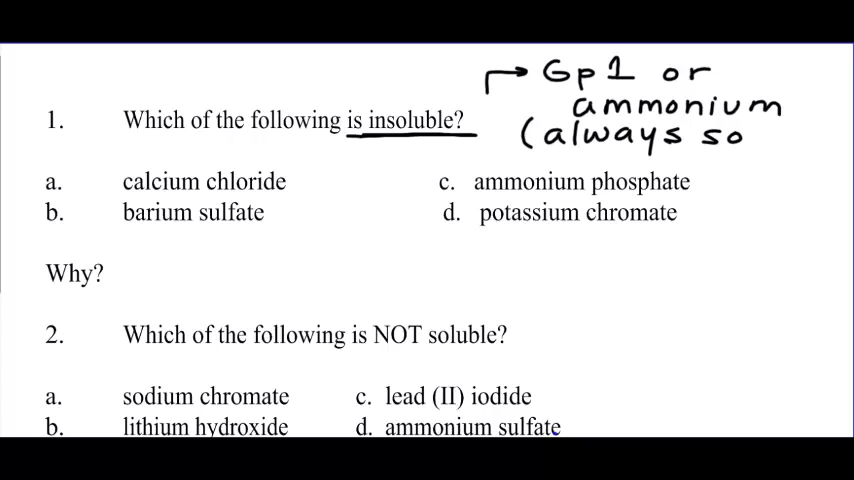 Gp 1 or
ammonium
1. Which of the following is insoluble? (always so
a. calcium chloride c. ammonium phosphate
b. barium sulfate d. potassium chromate
Why?
2. Which of the following is NOT soluble?
a. sodium chromate c. lead (II) iodide
b. lithium hydroxide d. ammonium sulfate